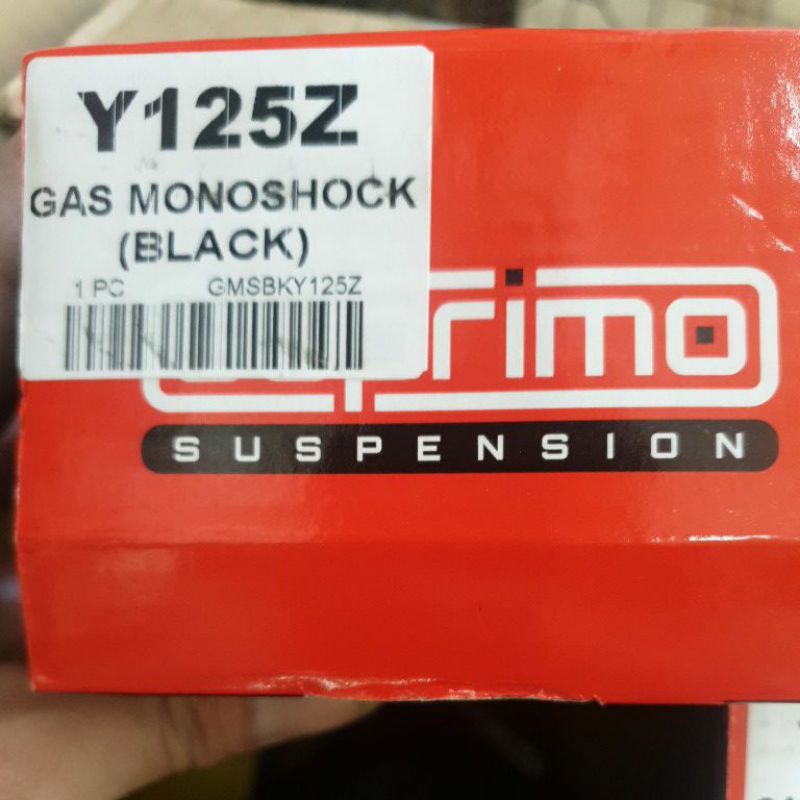 Y125Z
GAS MONOSHOCK
(BLACK)
1 PC GMSBKY125Z
SUSPENSION